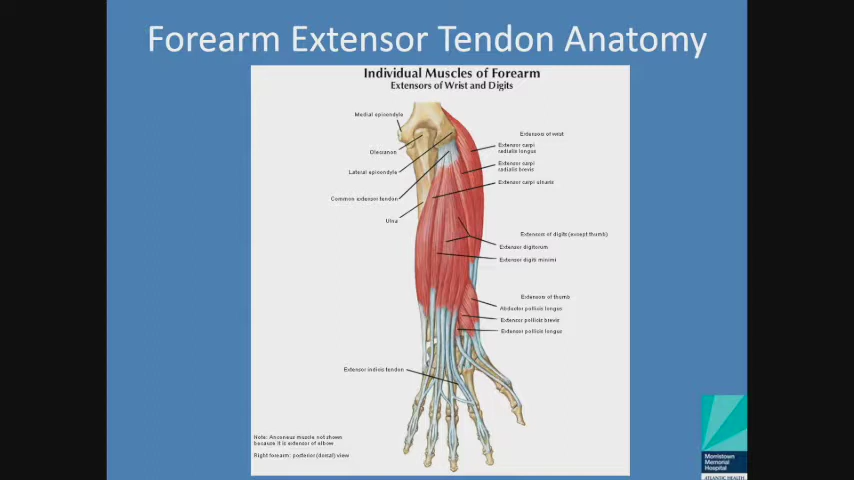 Forearm Extensor Tendon Anatomy
Individual Muscles of Forearm
Extensors of Wrist and Digits
Medial epicondyle
Olecranon
Lateral epicondyle
Common extensor tendon
Ulna
Extensors of wrist
Extensor carpi
radialis longus
Extensor carpi
radialis brevis
Extensor carpi ulnaris
Extensors of digits (except thumb)
Extensor digitorum
Extensor digiti minimi
Extensors of thumb
Abductor pollicis longus
Extensor pollicis brevis
Extensor pollicis longus
Extensor indicis tendon
Note: Anconeus muscle not shown
because it is extensor of elbow
Right forearm: posterior (dorsal) view
Morristown
Memorial
Hospital
ATLANTIC HEALTH